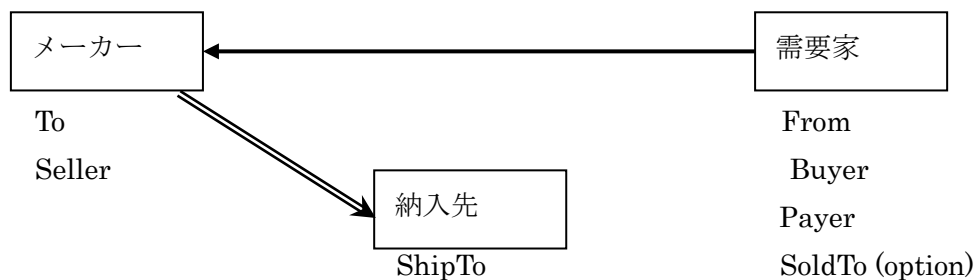 メーカー
需要家
To
From
Seller
Buyer
納入先
Payer
ShipTo
SoldTo (option)